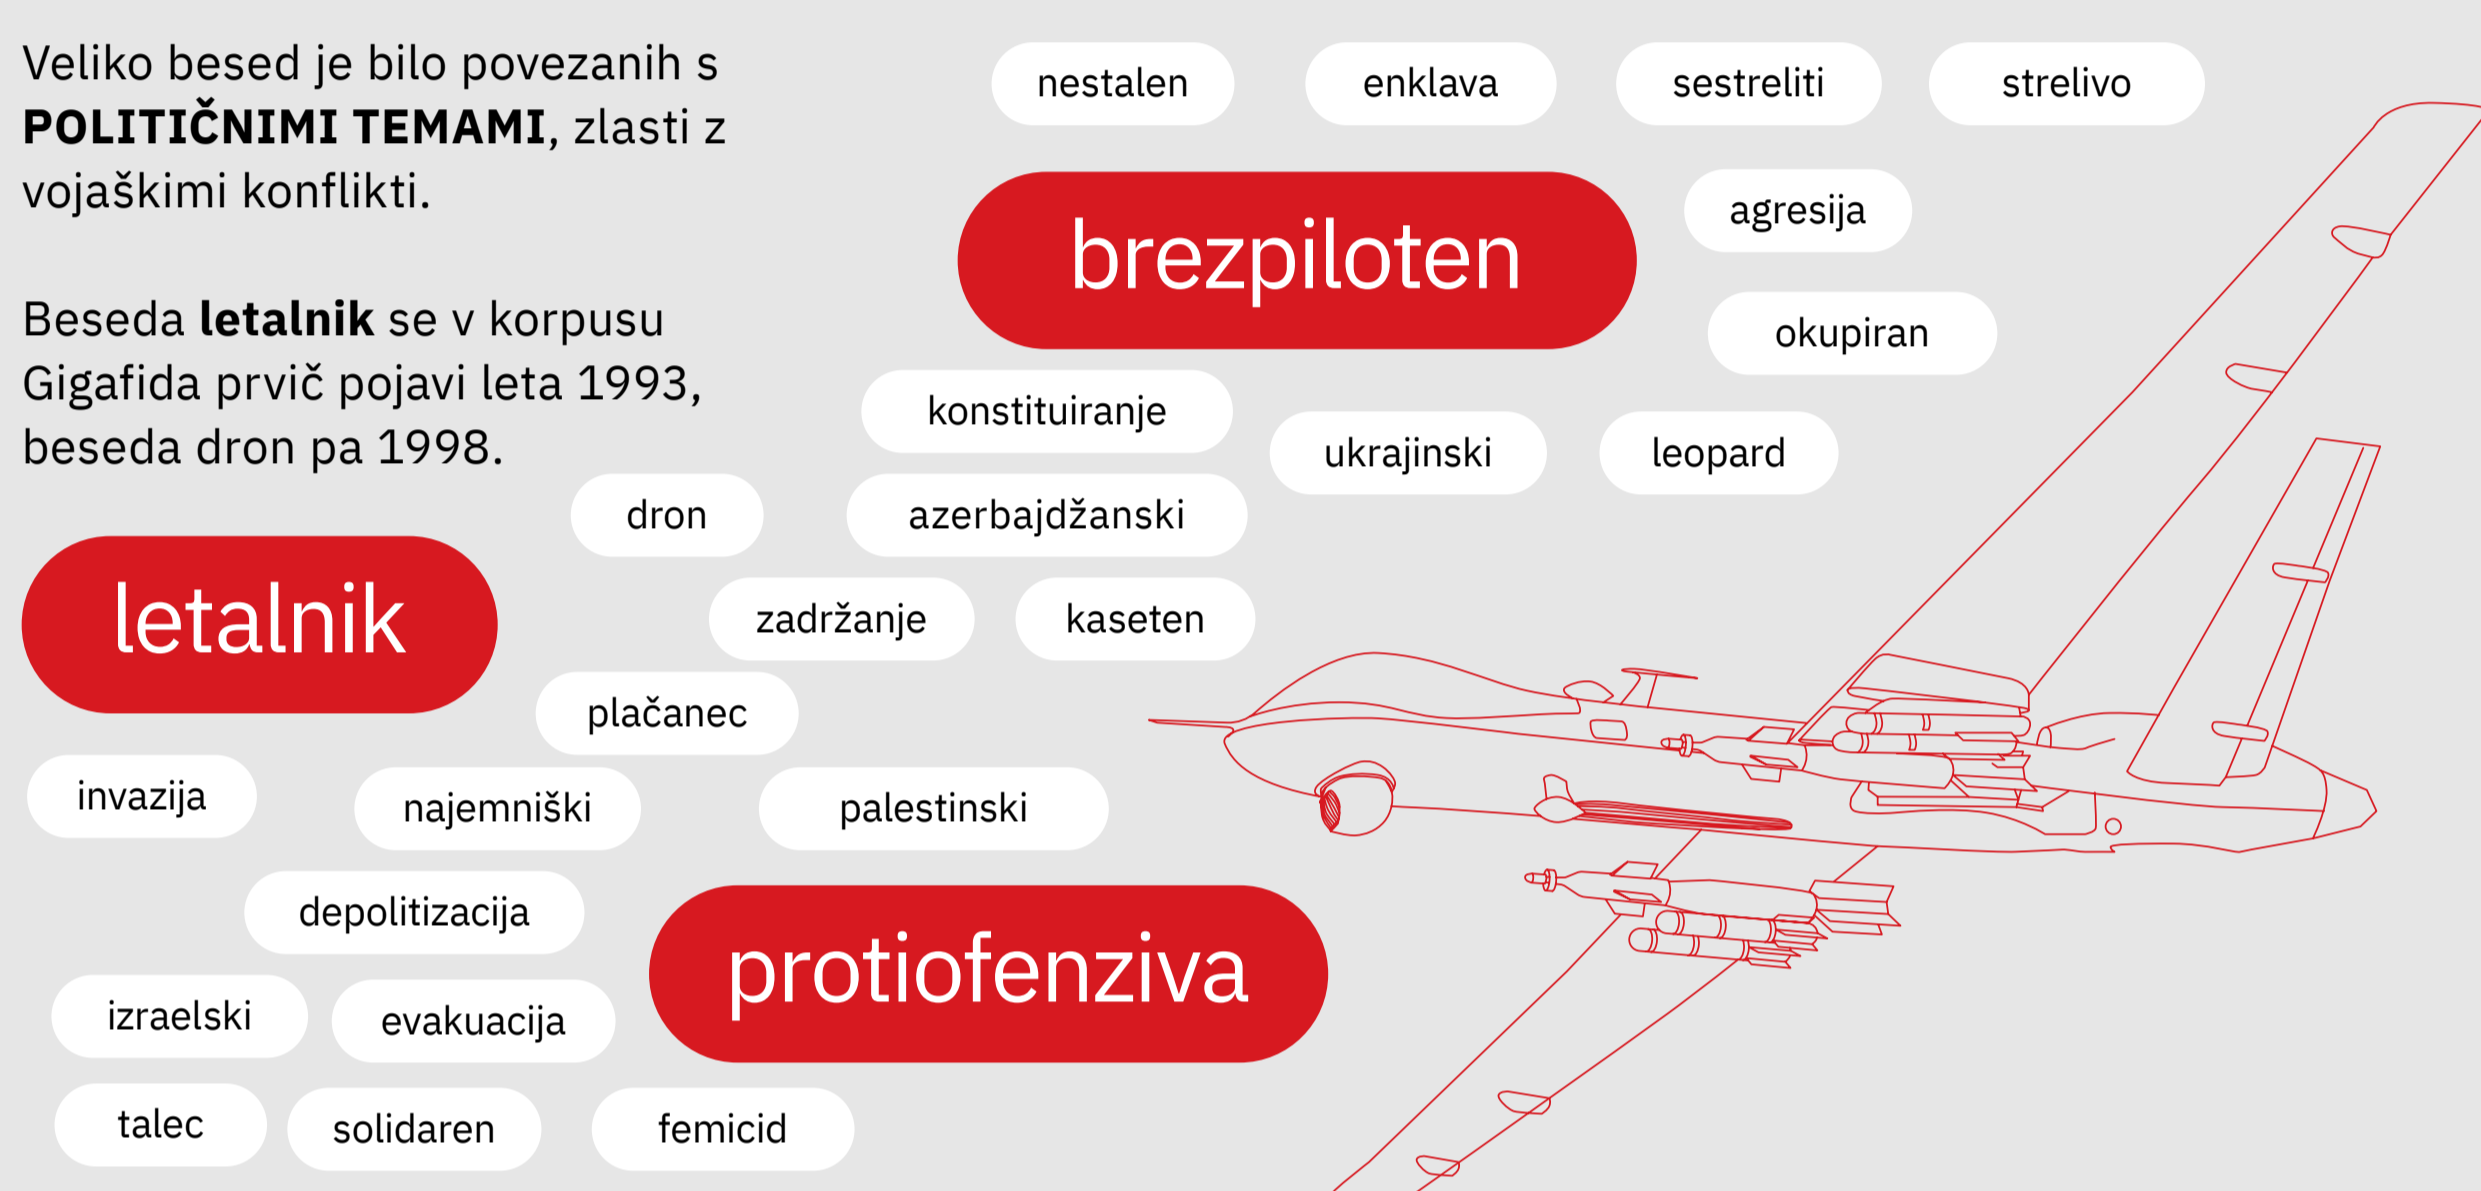 Veliko besed je bilo povezanih s
POLITIČNIMI TEMAMI, zlasti z
vojaškimi konflikti.
Beseda letalnik se v korpusu
Gigafida prvič pojavi leta 1993,
beseda dron pa 1998.
nestalen
enklava
sestreliti
strelivo
brezpiloten
agresija
okupiran
konstituiranje
ukrajinski
leopard
dron
azerbajdžanski
letalnik
zadržanje
kaseten
plačanec
invazija
najemniški
palestinski
depolitizacija
protiofenziva
izraelski
evakuacija
talec
solidaren
femicid